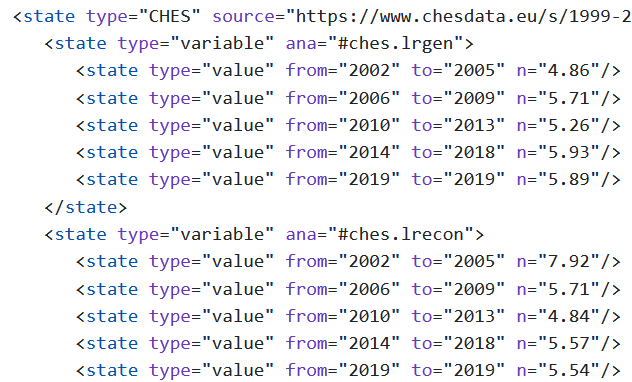 <state type="CHES" source="https://www.chesdata.eu/s/1999-2
<state type="variable" ana="#ches.lrgen">
<state type="value" from="2002" to="2005" n="4.86"/>
<state type="value" from="2006" to="2009" n="5.71"/>
<state type="value" from="2010" to="2013" n="5.26"/>
<state type="value" from="2014" to="2018" n="5.93"/>
<state type="value" from="2019" to="2019" n="5.89"/>
</state>
<state type="variable" ana="#ches.lrecon">
<state type="value" from="2002" to="2005" n="7.92"/>
<state type="value" from="2006" to="2009" n="5.71"/>
<state type="value" from="2010" to="2013" n="4.84"/>
<state type="value" from="2014" to="2018" n="5.57"/>
<state type="value" from="2019" to="2019" n="5.54"/>